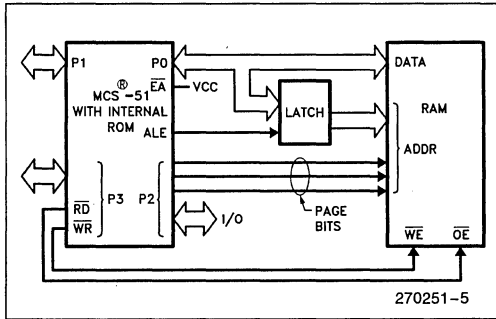 P1
P0
DATA
EA
VCC
MCS®-51
WITH INTERNAL
ROM
LATCH
RAM
ALE
ADDR
P3
P2
RD
WR
I/O
PAGE
BITS
WE
OE
270251-5